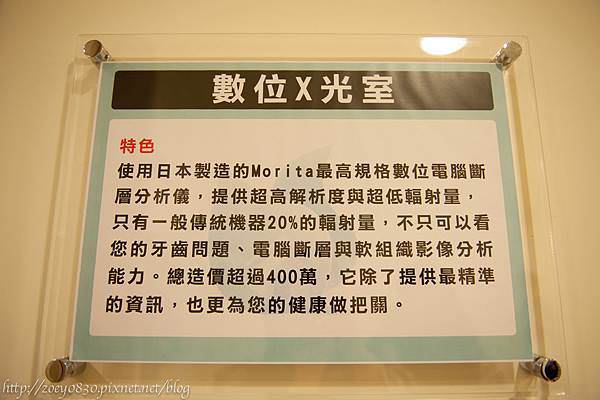 數位X光室
特色
使用日本製造的Morita最高規格數位電腦斷
層分析儀，提供超高解析度與超低輻射量，
只有一般傳統機器20%的輻射量，不只可以看
您的牙齒問題、電腦斷層與軟組織影像分析
能力。總造價超過400萬，它除了提供最精準
的資訊，也更為您的健康做把關。
http://zoey0830.pixnet.net/blog